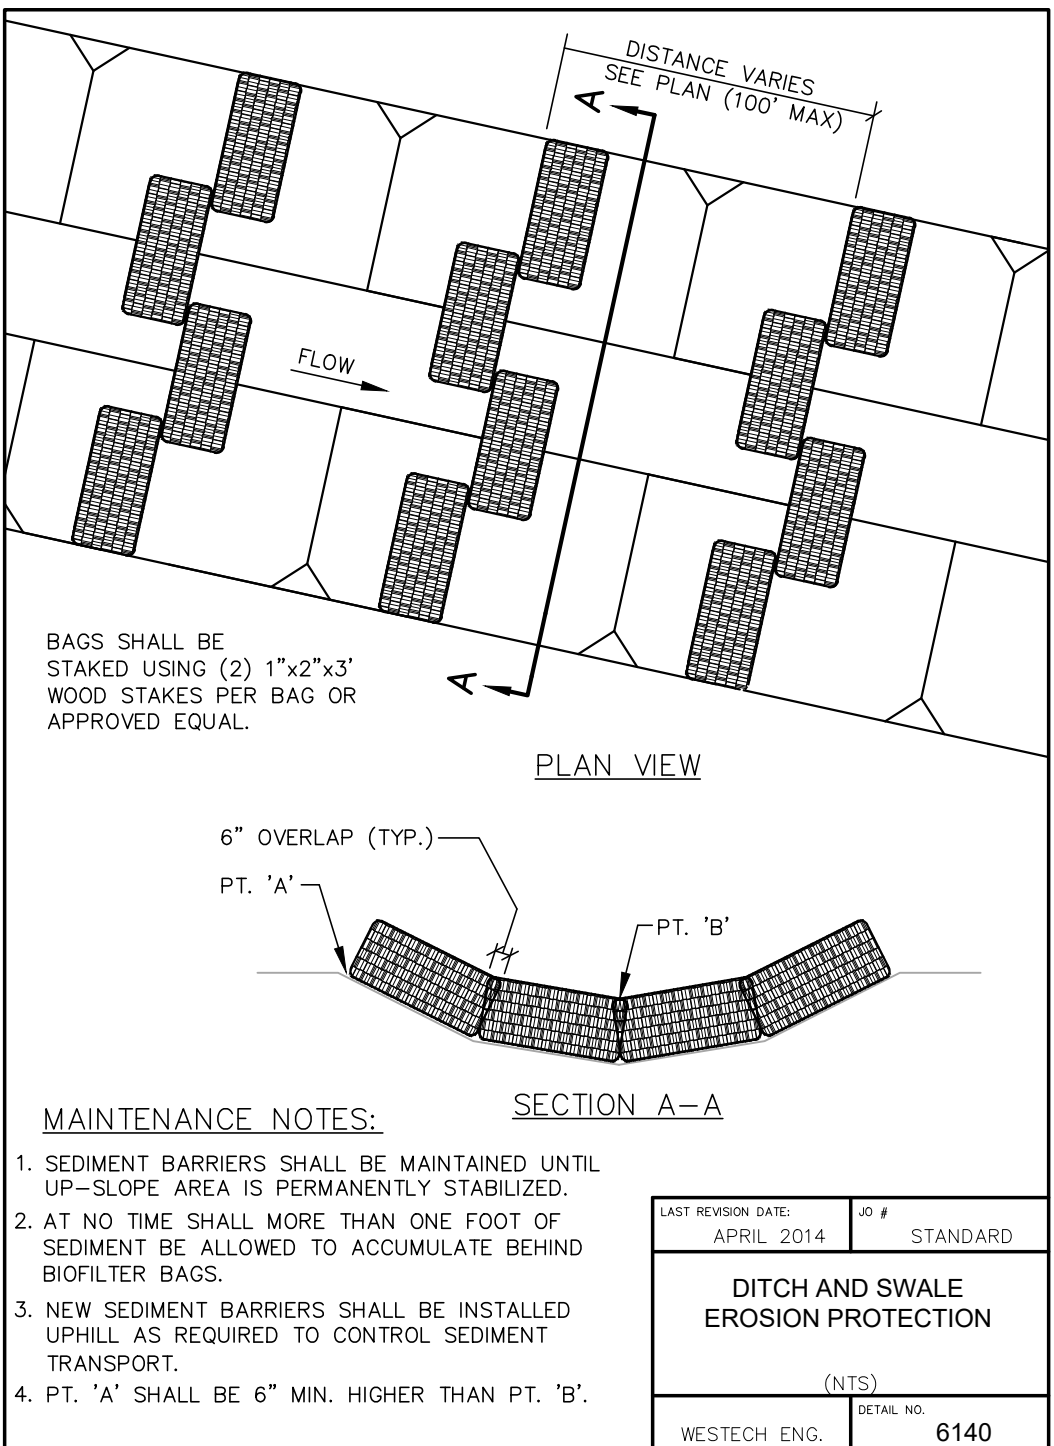 DISTANCE VARIES
SEE PLAN (100' MAX)
A
FLOW
A
BAGS SHALL BE
STAKED USING (2) 1"x2"x3'
WOOD STAKES PER BAG OR
APPROVED EQUAL.
PLAN VIEW
6" OVERLAP (TYP.)
PT. 'A'
PT. 'B'
SECTION A-A
MAINTENANCE NOTES:
1. SEDIMENT BARRIERS SHALL BE MAINTAINED UNTIL
UP-SLOPE AREA IS PERMANENTLY STABILIZED.
2. AT NO TIME SHALL MORE THAN ONE FOOT OF
SEDIMENT BE ALLOWED TO ACCUMULATE BEHIND
BIOFILTER BAGS.
3. NEW SEDIMENT BARRIERS SHALL BE INSTALLED
UPHILL AS REQUIRED TO CONTROL SEDIMENT
TRANSPORT.
4. PT. 'A' SHALL BE 6" MIN. HIGHER THAN PT. 'B'.
LAST REVISION DATE:
APRIL 2014
JO #
STANDARD
DITCH AND SWALE
EROSION PROTECTION
(NTS)
WESTECH ENG.
DETAIL NO.
6140